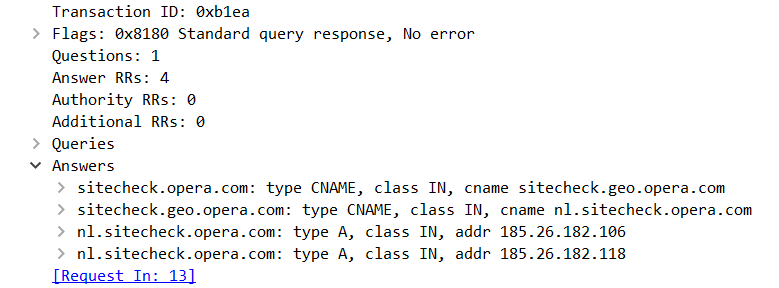 Transaction ID: 0xb1ea
Flags: 0x8180 Standard query response, No error
Questions: 1
Answer RRs: 4
Authority RRs: 0
Additional RRs: 0
Queries
Answers
sitecheck.opera.com: type CNAME, class IN, cname sitecheck.geo.opera.com
sitecheck.geo.opera.com: type CNAME, class IN, cname nl.sitecheck.opera.com
nl.sitecheck.opera.com: type A, class IN, addr 185.26.182.106
nl.sitecheck.opera.com: type A, class IN, addr 185.26.182.118
[Request In: 13]